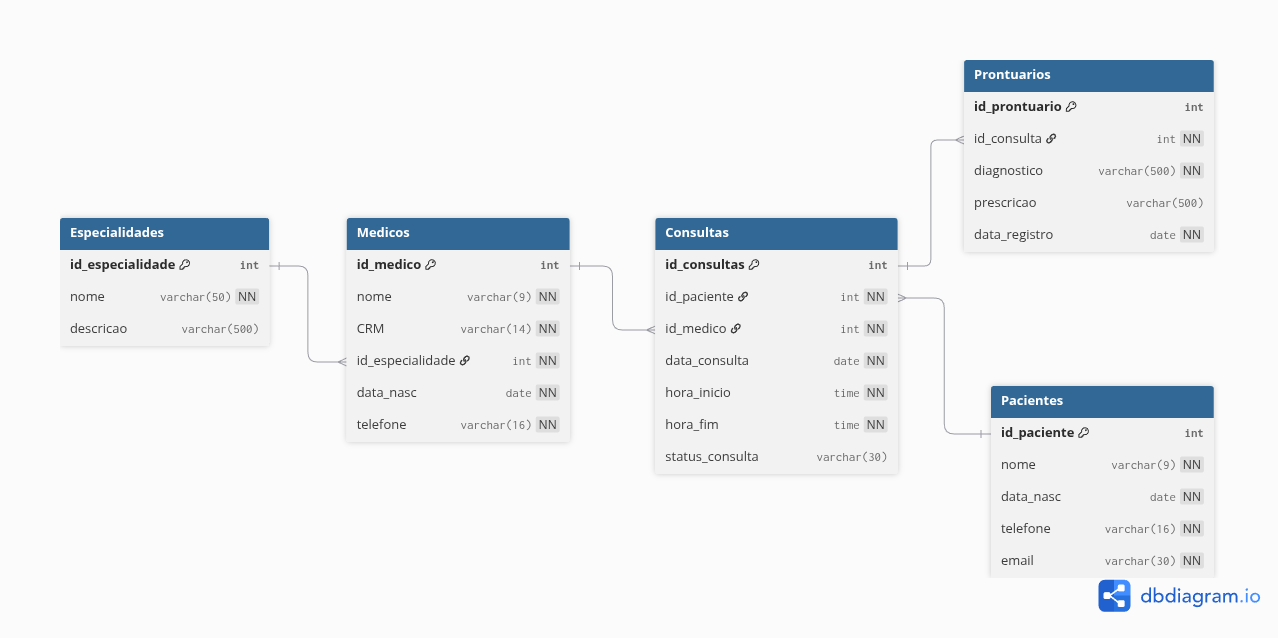 Especialidades
id_especialidade int
nome varchar(50) NN
descricao varchar(500)
Medicos
id_medico int
nome varchar(9) NN
CRM varchar(14) NN
id_especialidade int NN
data_nasc date NN
telefone varchar(16) NN
Consultas
id_consultas int
id_paciente int NN
id_medico int NN
data_consulta date NN
hora_inicio time NN
hora_fim time NN
status_consulta varchar(30)
Prontuarios
id_prontuario int
id_consulta int NN
diagnostico varchar(500) NN
prescricao varchar(500)
data_registro date NN
Pacientes
id_paciente int
nome varchar(9) NN
data_nasc date NN
telefone varchar(16) NN
email varchar(30) NN
dbdiagram.io